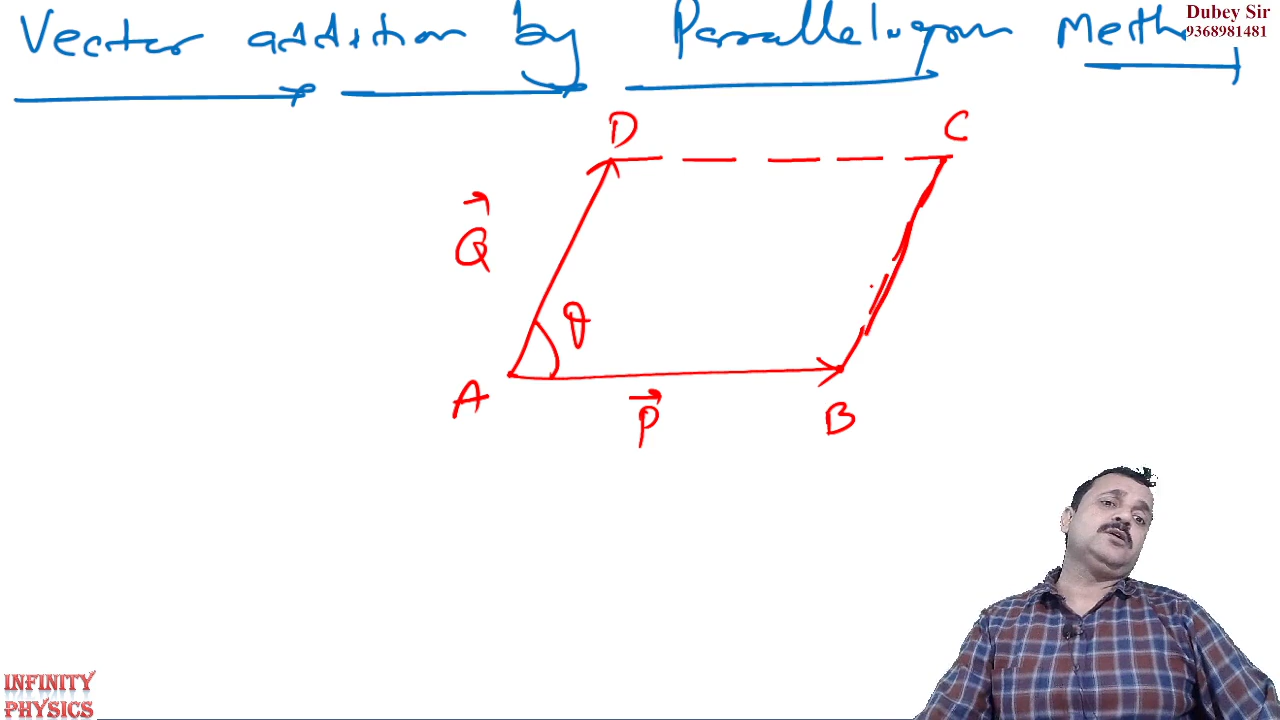 Vector addition by Parallelogram Meth
Dubey Sir
9368981481
D
C
Q
θ
A
P
B
INFINITY
PHYSICS